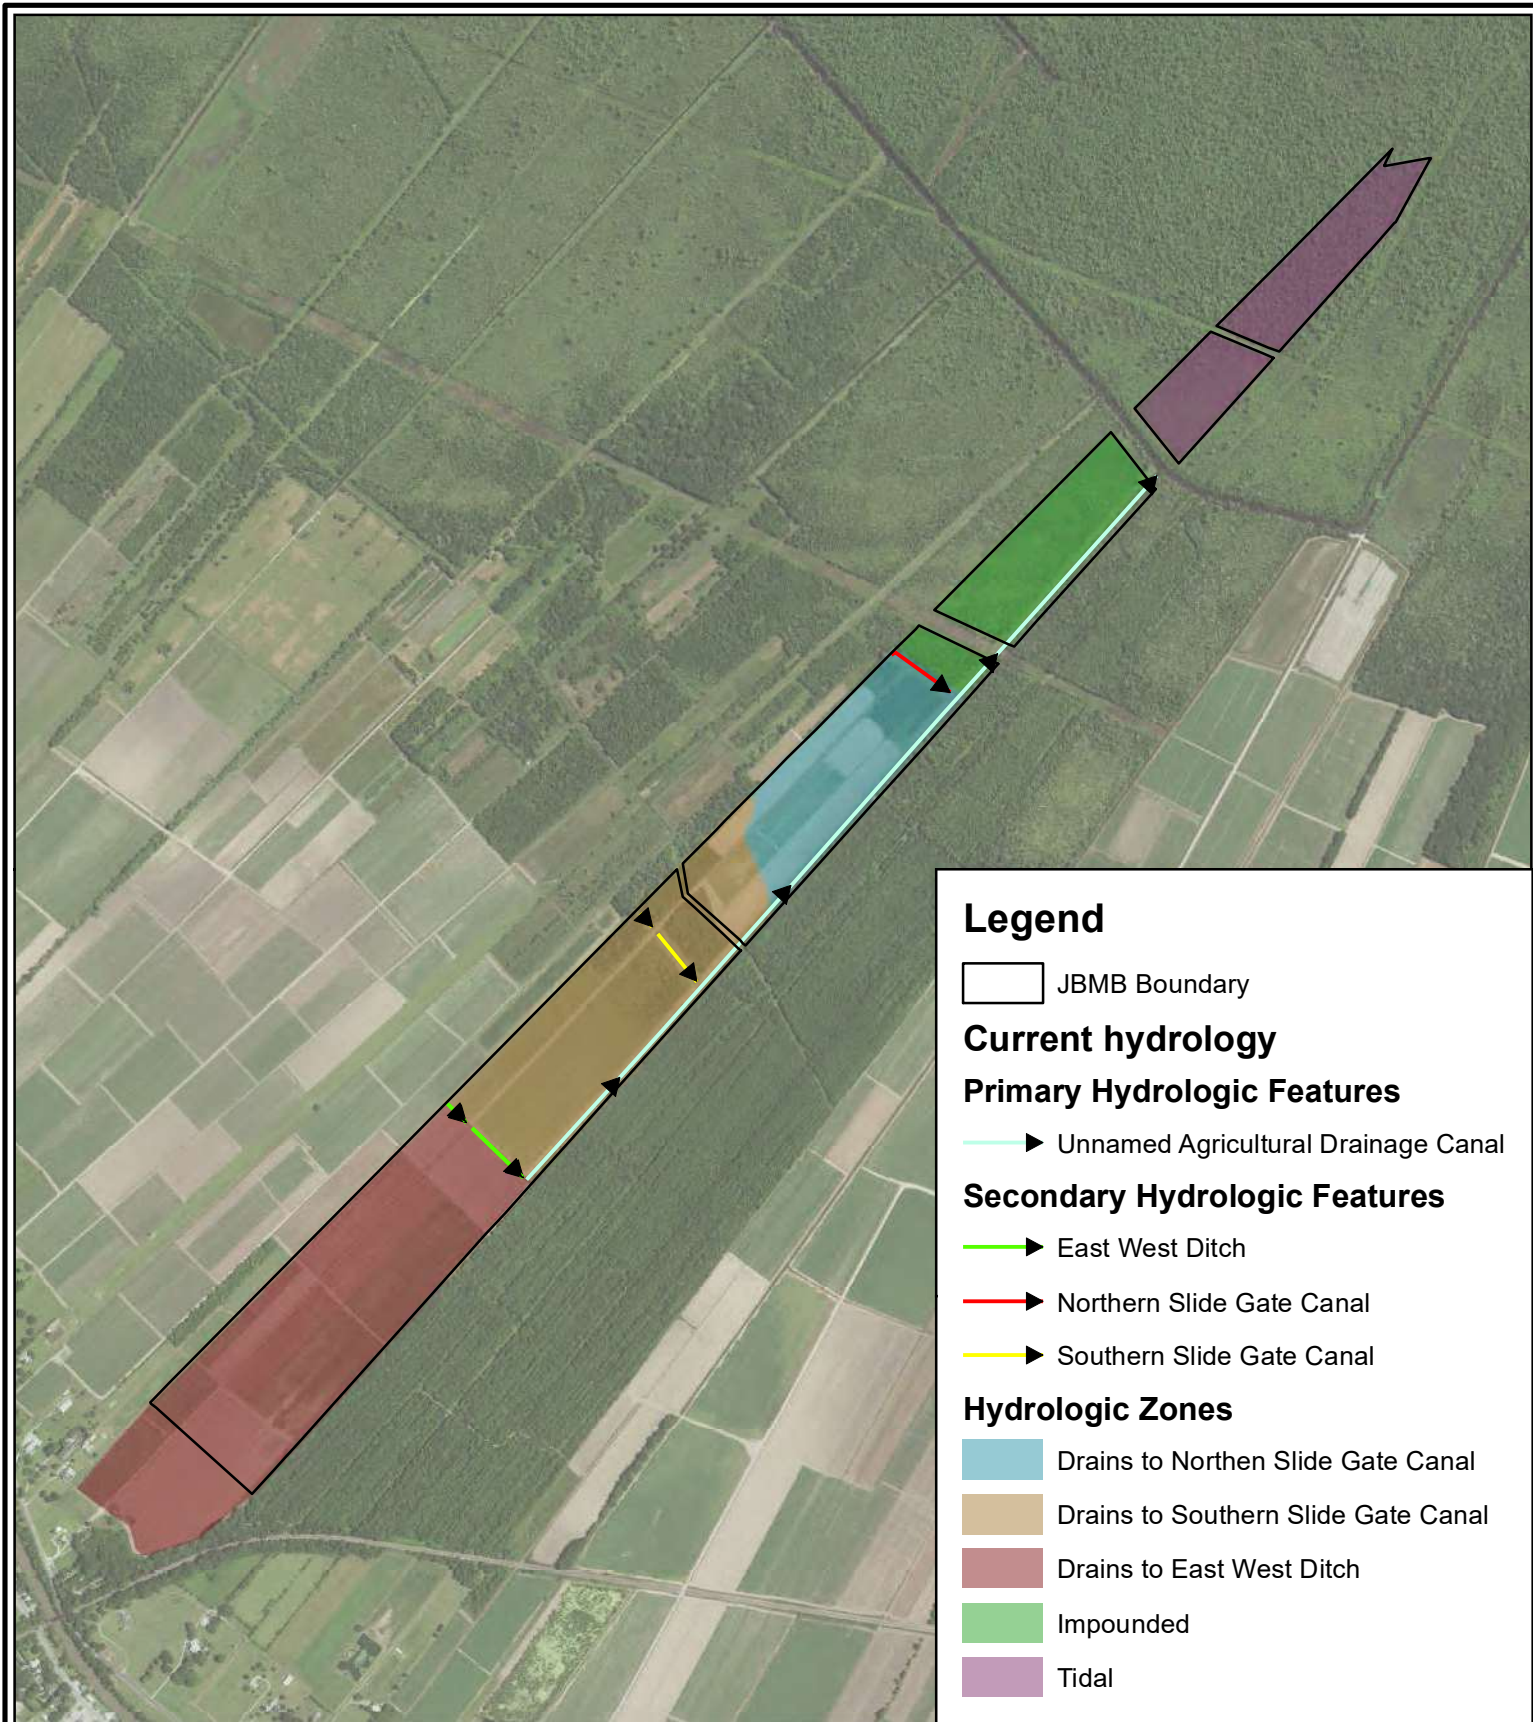 Legend
JBMB Boundary
Current hydrology
Primary Hydrologic Features
Unnamed Agricultural Drainage Canal
Secondary Hydrologic Features
East West Ditch
Northern Slide Gate Canal
Southern Slide Gate Canal
Hydrologic Zones
Drains to Northen Slide Gate Canal
Drains to Southern Slide Gate Canal
Drains to East West Ditch
Impounded
Tidal